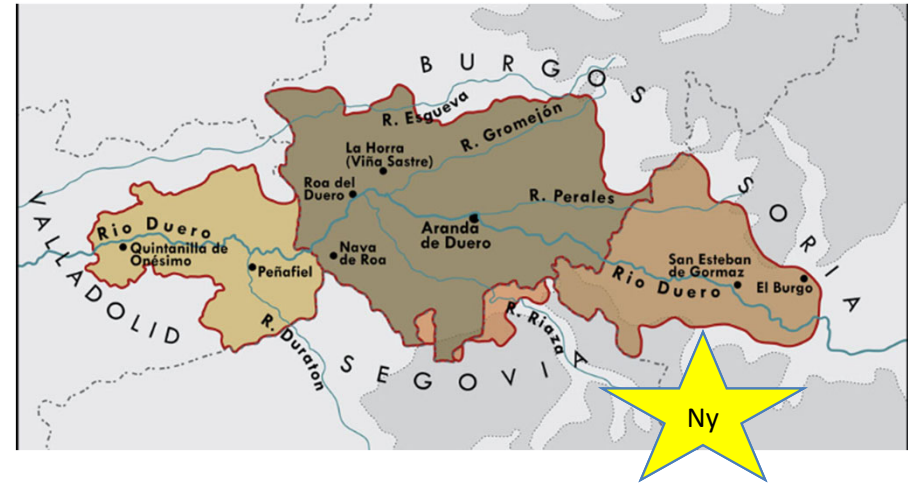 BURGOS
R. Esgueva
R. Gromejón
La Horra
(Viña Sastre)
Roa del
Duero
R. Perales
SORIA
VALLADOLID
Rio Duero
Quintanilla de
Onésimo
Peñafiel
Nava
de Roa
Aranda
de Duero
San Esteban
de Gormaz
El Burgo
Rio Duero
R. Duraton
R. Riaza
SEGOVIA
Ny